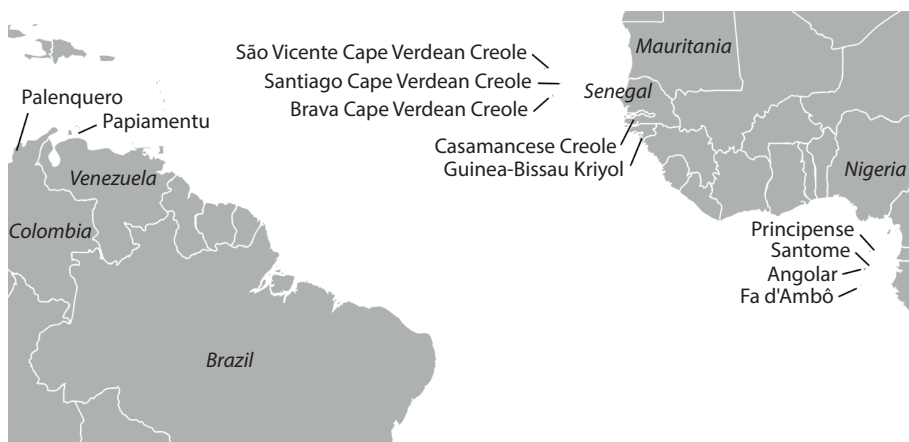 São Vicente Cape Verdean Creole
Santiago Cape Verdean Creole
Brava Cape Verdean Creole
Mauritania
Senegal
Palenquero
Papiamentu
Casamancese Creole
Guinea-Bissau Kriyol
Venezuela
Nigeria
Colombia
Principense
Santome
Angolar
Fa d'Ambô
Brazil